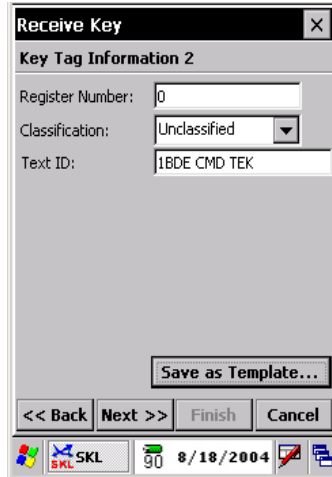 Receive Key
Key Tag Information 2
Register Number: 0
Classification: Unclassified
Text ID: 1BDE CMD TEK
Save as Template...
<< Back Next >> Finish Cancel
SKL SKL 90 8/18/2004